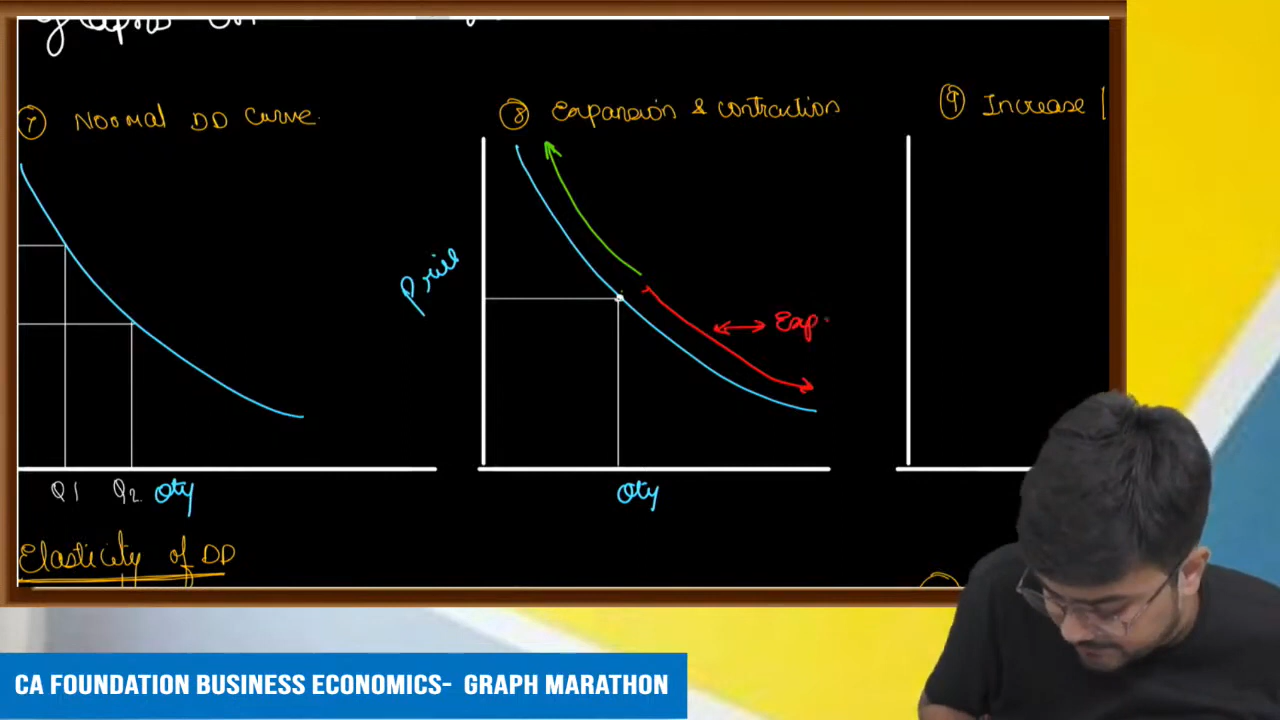 graphs
⑦ Normal DD Curve
⑧ Expansion & contraction
⑨ Increase |
Price
Exp.
Q1 Q2 Qty
Qty
Elasticity of DD
CA FOUNDATION BUSINESS ECONOMICS- GRAPH MARATHON